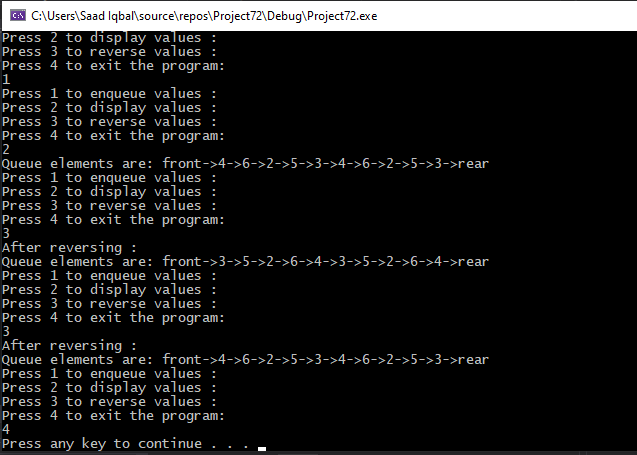 C:\Users\Saad Iqbal\source\repos\Project72\Debug\Project72.exe
Press 2 to display values :
Press 3 to reverse values :
Press 4 to exit the program:
1
Press 1 to enqueue values :
Press 2 to display values :
Press 3 to reverse values :
Press 4 to exit the program:
2
Queue elements are: front->4->6->2->5->3->4->6->2->5->3->rear
Press 1 to enqueue values :
Press 2 to display values :
Press 3 to reverse values :
Press 4 to exit the program:
3
After reversing :
Queue elements are: front->3->5->2->6->4->3->5->2->6->4->rear
Press 1 to enqueue values :
Press 2 to display values :
Press 3 to reverse values :
Press 4 to exit the program:
3
After reversing :
Queue elements are: front->4->6->2->5->3->4->6->2->5->3->rear
Press 1 to enqueue values :
Press 2 to display values :
Press 3 to reverse values :
Press 4 to exit the program:
4
Press any key to continue . . .